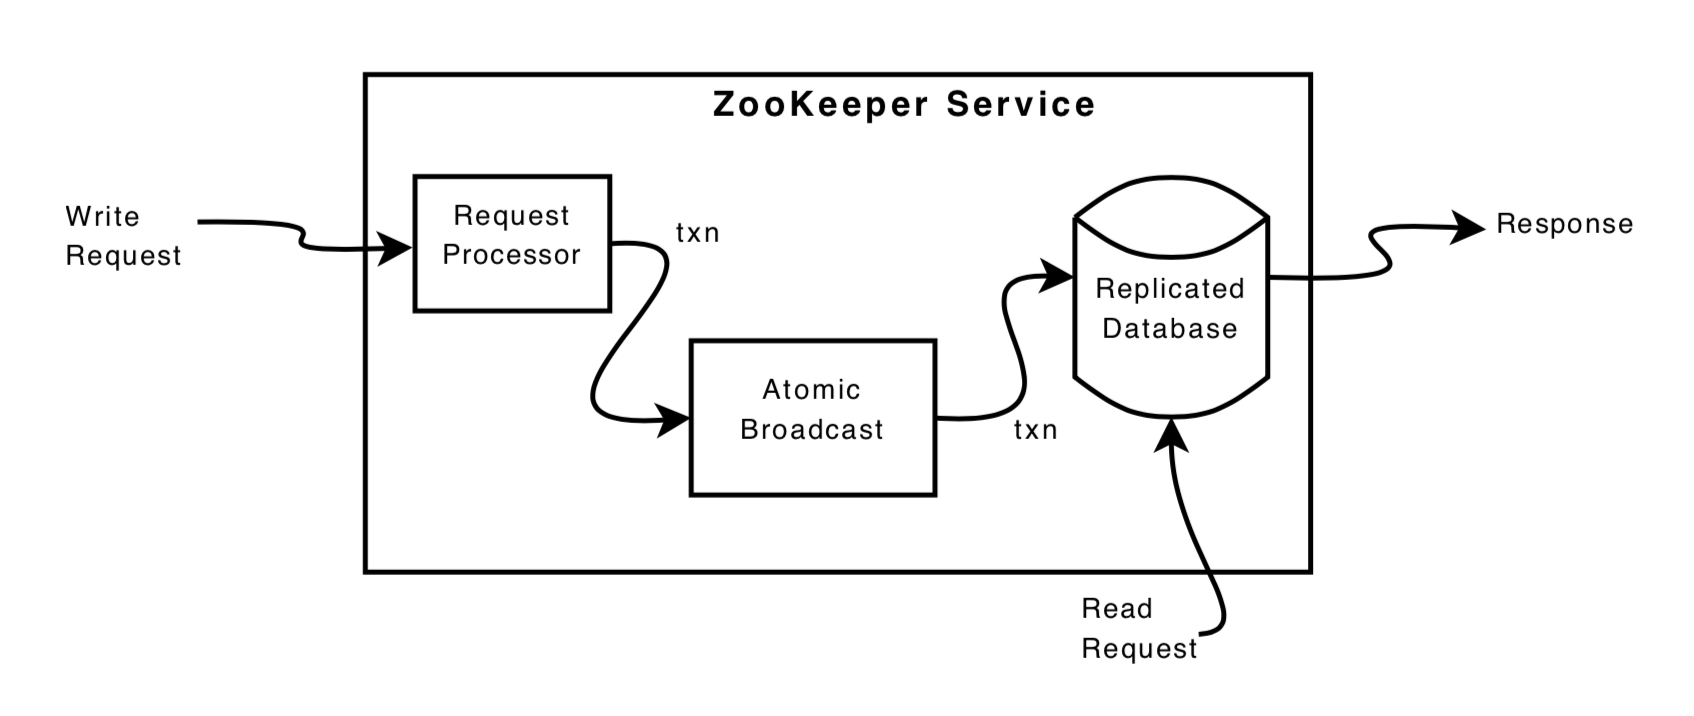 ZooKeeper Service
Write
Request
Request
Processor
txn
Atomic
Broadcast
txn
Replicated
Database
Response
Read
Request